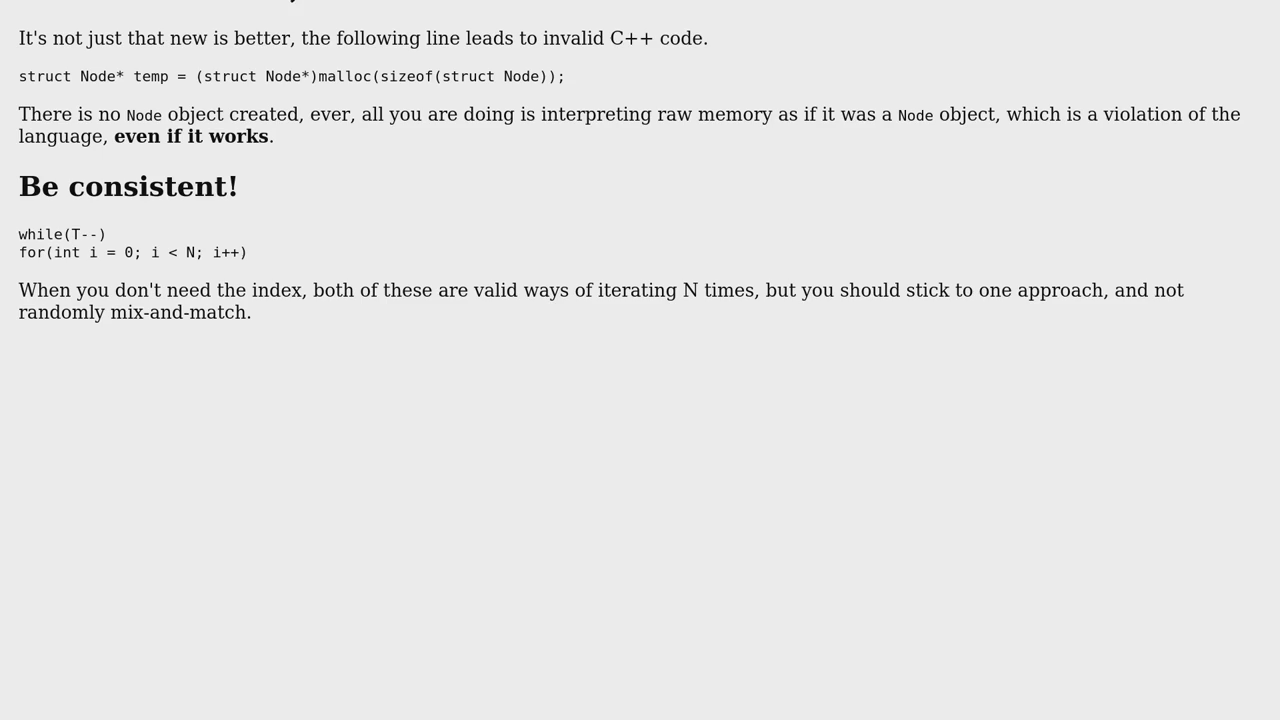 It's not just that new is better, the following line leads to invalid C++ code.
struct Node* temp = (struct Node*)malloc(sizeof(struct Node));
There is no Node object created, ever, all you are doing is interpreting raw memory as if it was a Node object, which is a violation of the
language, even if it works.
Be consistent!
while(T--)
for(int i = 0; i < N; i++)
When you don't need the index, both of these are valid ways of iterating N times, but you should stick to one approach, and not
randomly mix-and-match.